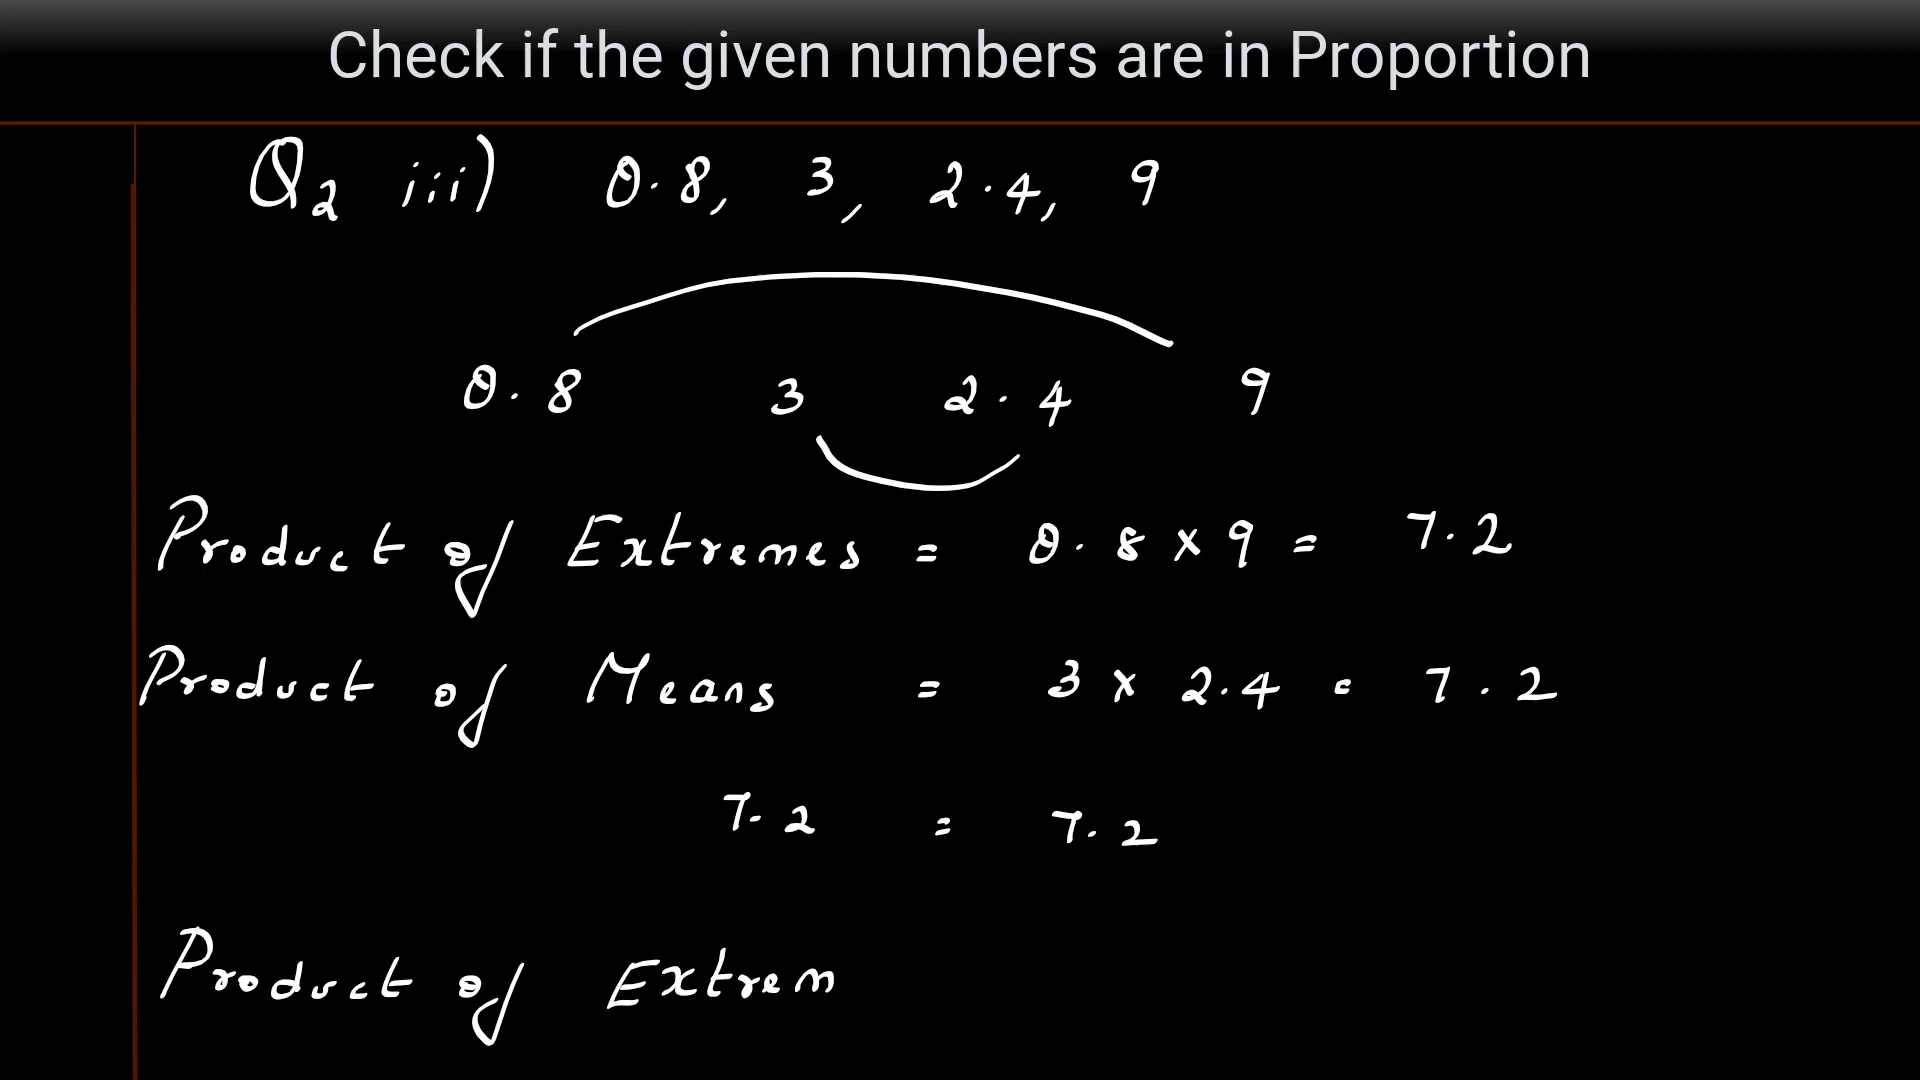 Check if the given numbers are in Proportion
Q2 iii) 0.8, 3, 2.4, 9
0.8 3 2.4 9
Product of Extremes = 0.8 x 9 = 7.2
Product of Means = 3 x 2.4 = 7.2
7.2 = 7.2
Product of Extrem